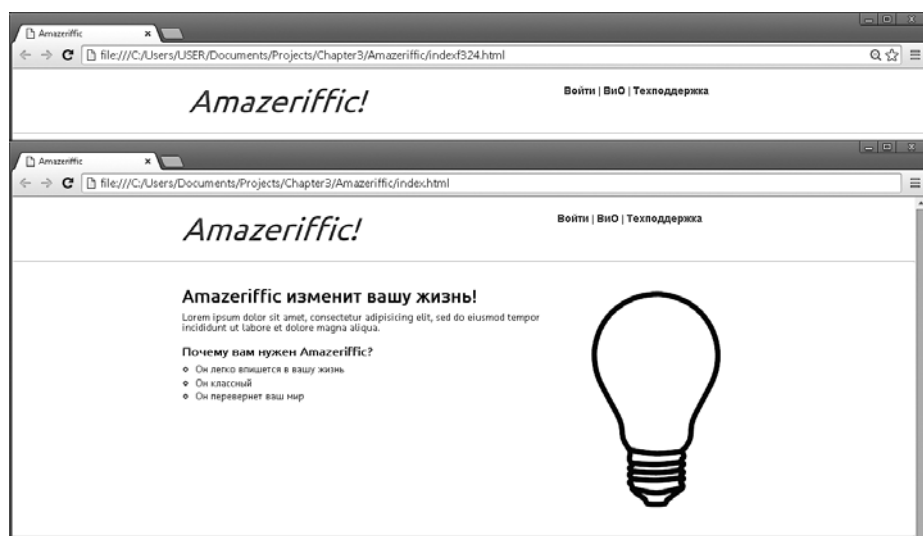 Amazeriffic
file:///C:/Users/USER/Documents/Projects/Chapter3/Amazeriffic/indexf324.html
Amazeriffic!
Войти | ВиО | Техподдержка
Amazeriffic
file:///C:/Users/Documents/Projects/Chapter3/Amazeriffic/index.html
Amazeriffic!
Войти | ВиО | Техподдержка
Amazeriffic изменит вашу жизнь!
Lorem ipsum dolor sit amet, consectetur adipisicing elit, sed do eiusmod tempor
incididunt ut labore et dolore magna aliqua.
Почему вам нужен Amazeriffic?
Он легко впишется в вашу жизнь
Он классный
Он перевернет ваш мир